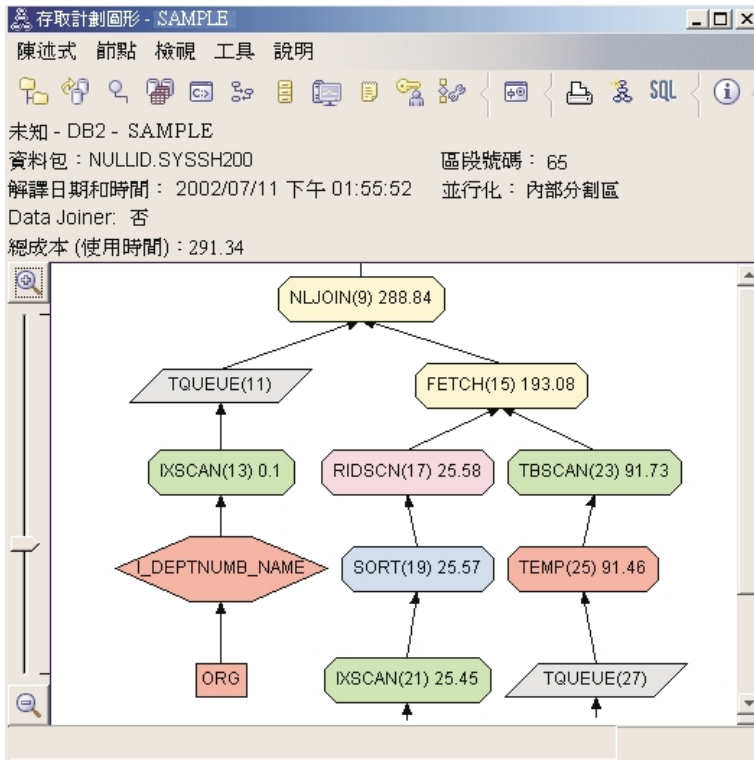 存取計劃圖形 - SAMPLE
陳述式 節點 檢視 工具 說明
SQL
未知 - DB2 - SAMPLE
資料包：NULLID.SYSSH200 區段號碼： 65
解譯日期和時間： 2002/07/11 下午 01:55:52 並行化： 內部分割區
Data Joiner: 否
總成本 (使用時間)：291.34
NLJOIN(9) 288.84
TQUEUE(11) FETCH(15) 193.08
IXSCAN(13) 0.1 RIDSCN(17) 25.58 TBSCAN(23) 91.73
I_DEPTNUMB_NAME SORT(19) 25.57 TEMP(25) 91.46
ORG IXSCAN(21) 25.45 TQUEUE(27)